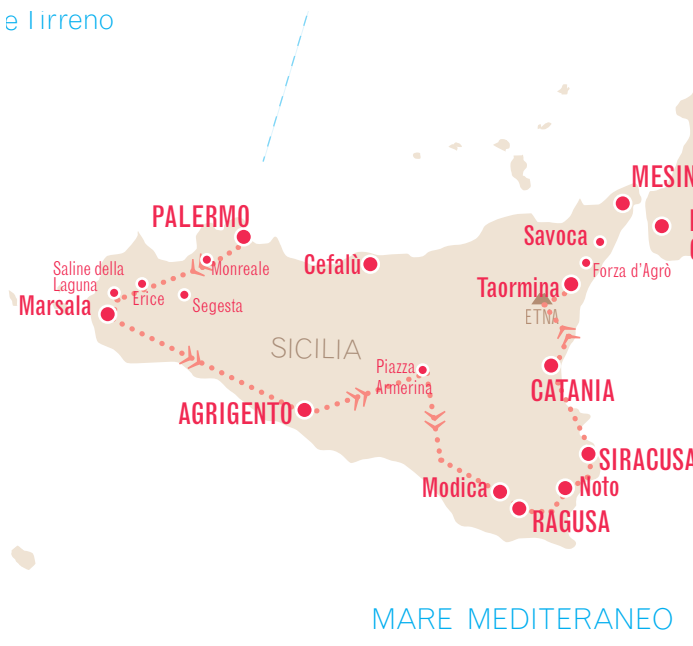 e Tirreno
MESIN
PALERMO
Savoca
Cefalù
Monreale
Forza d'Agrò
Saline della
Laguna
Erice
Segesta
Marsala
Taormina
ETNA
SICILIA
Piazza
Armerina
CATANIA
AGRIGENTO
SIRACUSA
Modica
Noto
RAGUSA
MARE MEDITERANEO